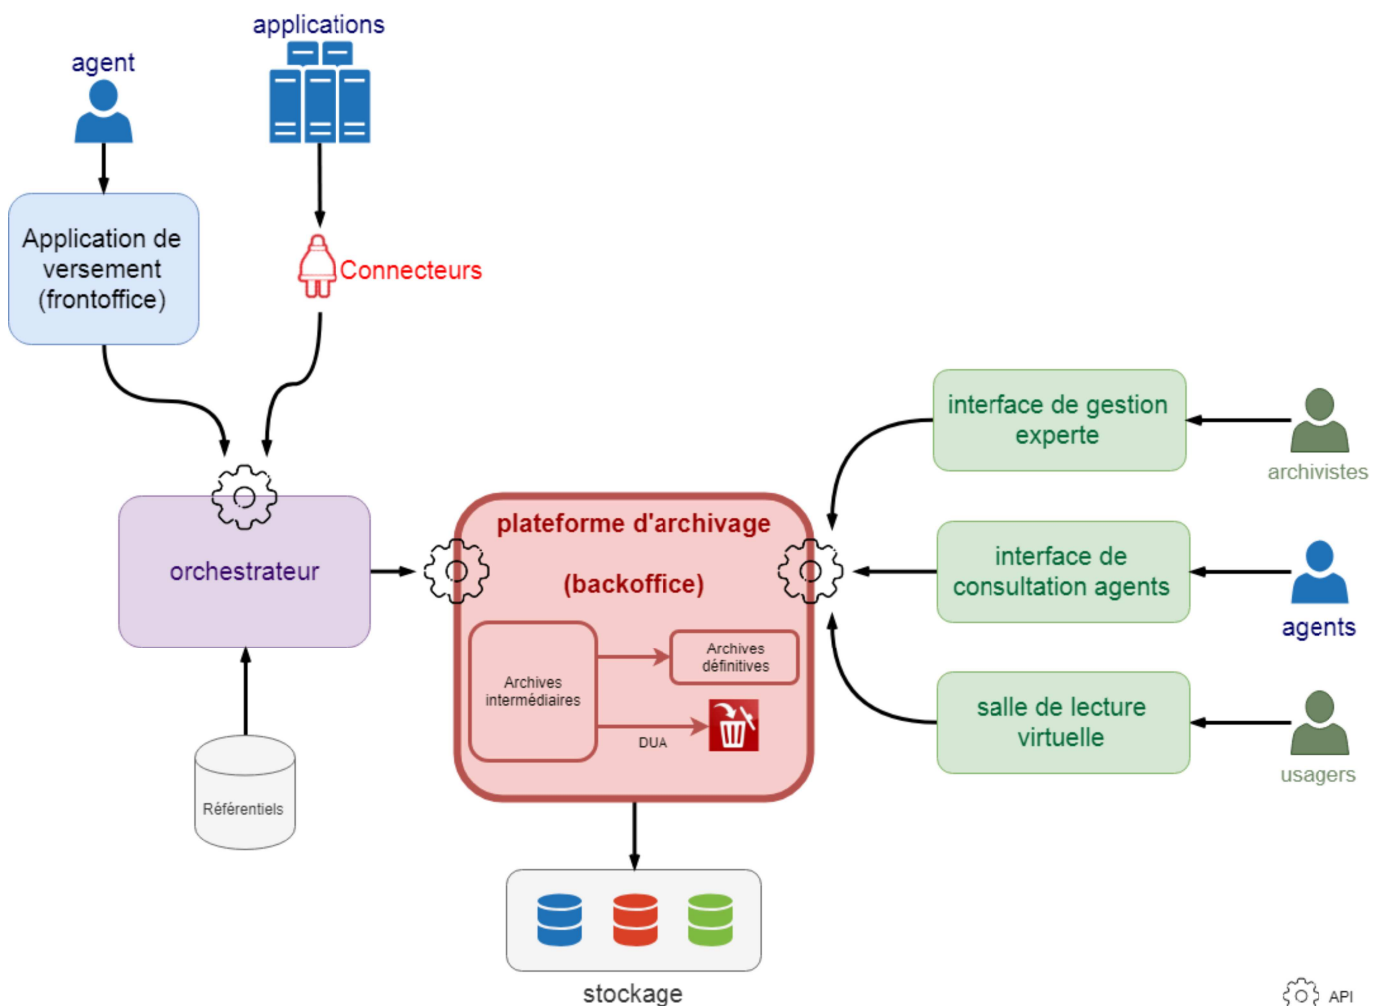 applications
agent
Application de
versement
(frontoffice)
Connecteurs
interface de gestion
experte
archivistes
plateforme d'archivage
(backoffice)
orchestrateur
interface de
consultation agents
agents
Archives
intermédiaires
Archives
définitives
DUA
salle de lecture
virtuelle
usagers
Référentiels
stockage
API